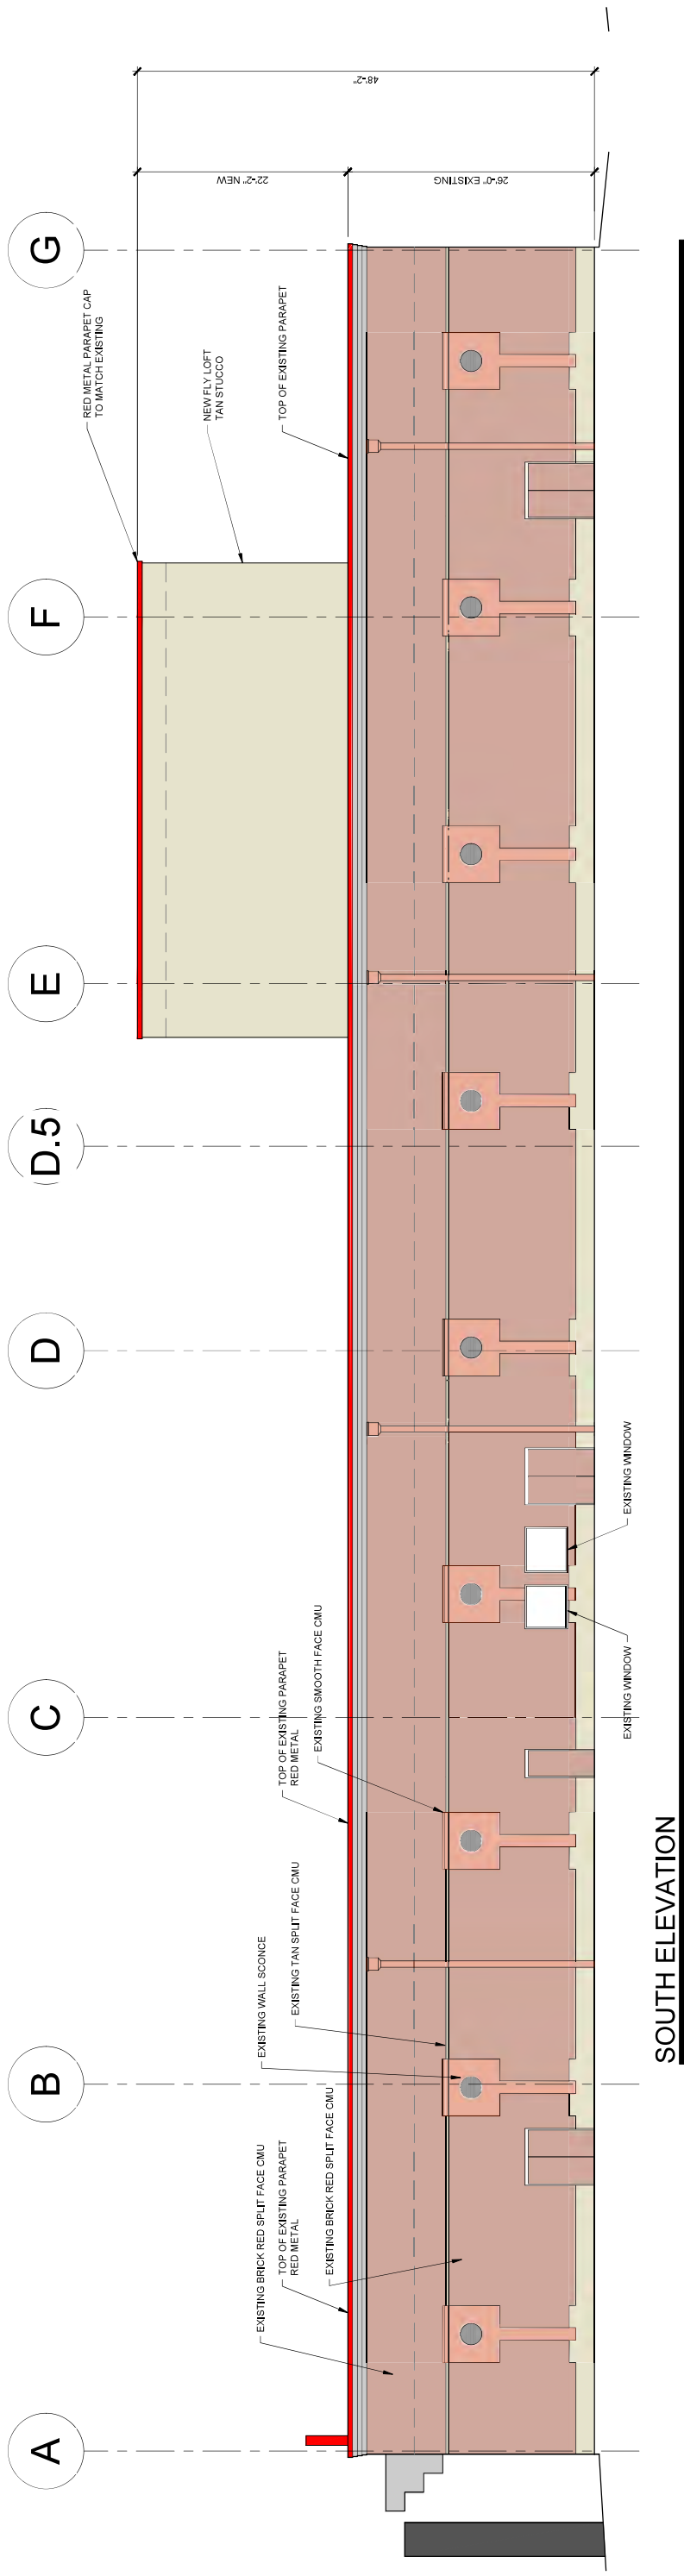 A
B
C
D
D.5
E
F
G
EXISTING BRICK RED SPLIT FACE CMU
TOP OF EXISTING PARAPET
RED METAL
EXISTING BRICK RED SPLIT FACE CMU
EXISTING WALL SCONCE
EXISTING TAN SPLIT FACE CMU
TOP OF EXISTING PARAPET
RED METAL
EXISTING SMOOTH FACE CMU
EXISTING WINDOW
EXISTING WINDOW
RED METAL PARAPET CAP
TO MATCH EXISTING
NEW FLY LOFT
TAN STUCCO
TOP OF EXISTING PARAPET
22'-2" NEW
26'-0" EXISTING
48'-2"
SOUTH ELEVATION